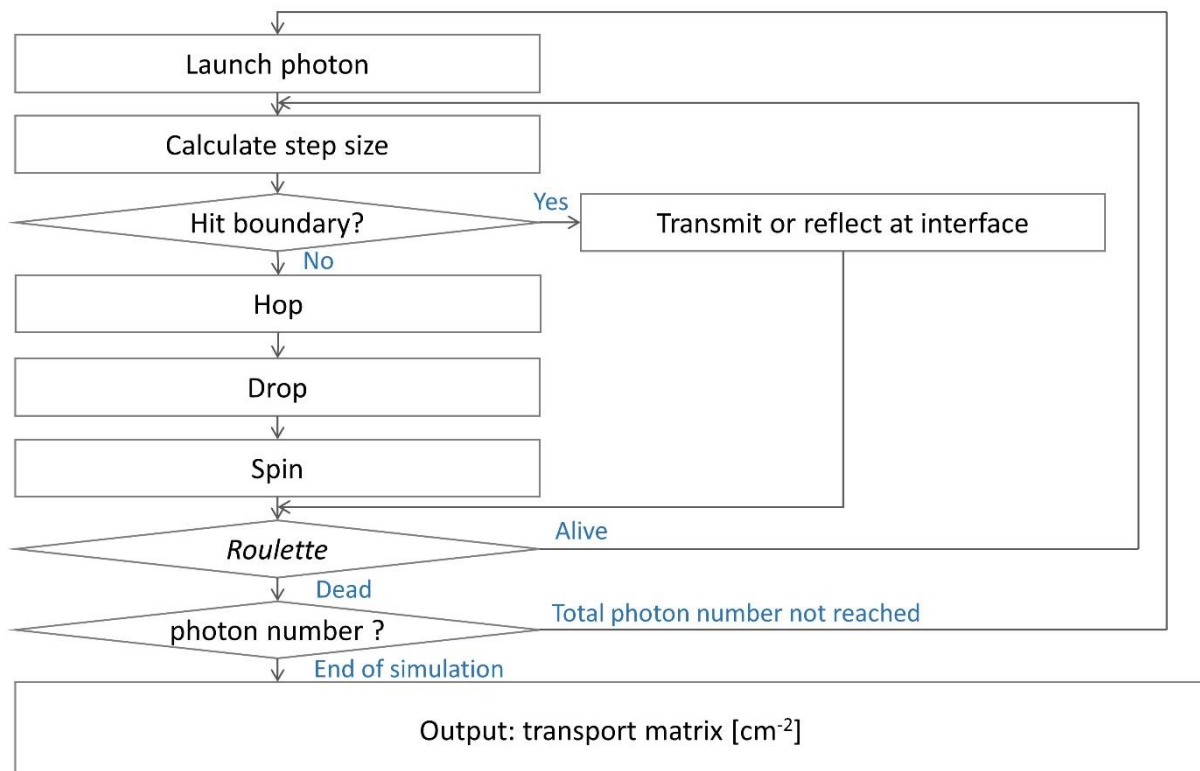 Launch photon
Calculate step size
Hit boundary?
Yes
Transmit or reflect at interface
No
Hop
Drop
Spin
Roulette
Alive
Dead
photon number ?
Total photon number not reached
End of simulation
Output: transport matrix [cm⁻²]